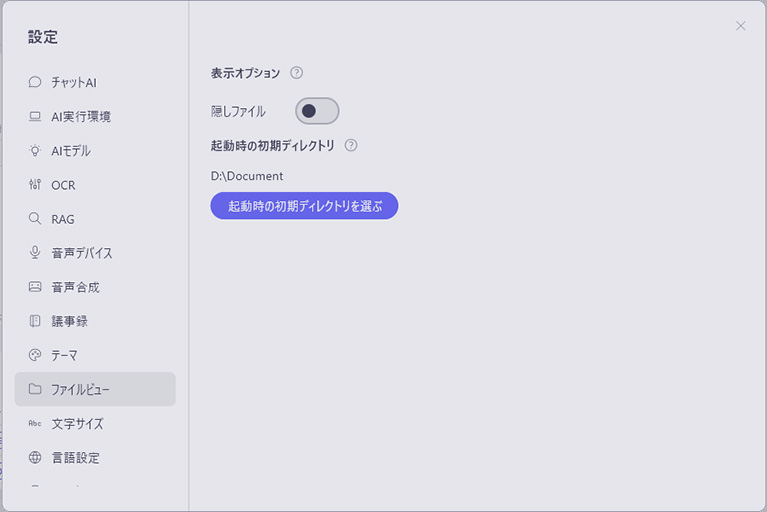 設定
チャットAI
AI実行環境
AIモデル
OCR
RAG
音声デバイス
音声合成
議事録
テーマ
ファイルビュー
Abc 文字サイズ
言語設定
表示オプション ?
隠しファイル
起動時の初期ディレクトリ ?
D:\Document
起動時の初期ディレクトリを選ぶ